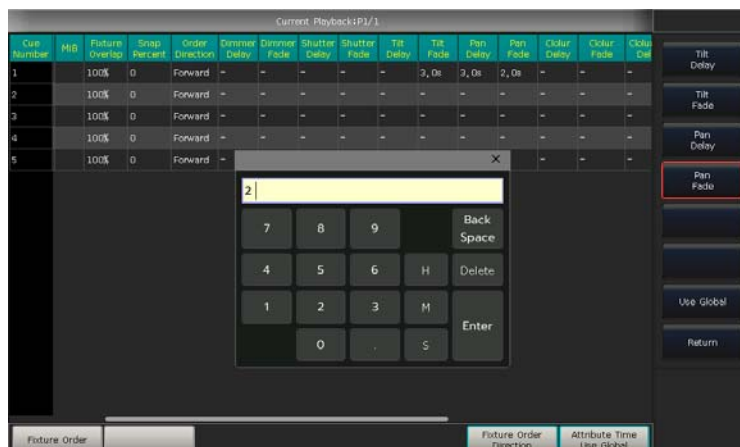 Current Playback:P1/1
Cue Number MIB Fixture Overlap Snap Percent Order Direction Dimmer Delay Dimmer Fade Shutter Delay Shutter Fade Tilt Delay Tilt Fade Pan Delay Pan Fade Clolur Delay Clolur Fade Clolu Del
1 100% 0 Forward - - - - - 3,0s 3,0s 2,0s - - -
2 100% 0 Forward - - - - - - - - - - -
3 100% 0 Forward - - - - - - - - - - -
4 100% 0 Forward - - - - - - - - - - -
5 100% 0 Forward - - - -
×
2
7 8 9 Back Space
4 5 6 H Delete
1 2 3 M Enter
0 . S
Tilt Delay
Tilt Fade
Pan Delay
Pan Fade
Use Global
Return
Fixture Order
Fixture Order Direction
Attribute Time Use Global